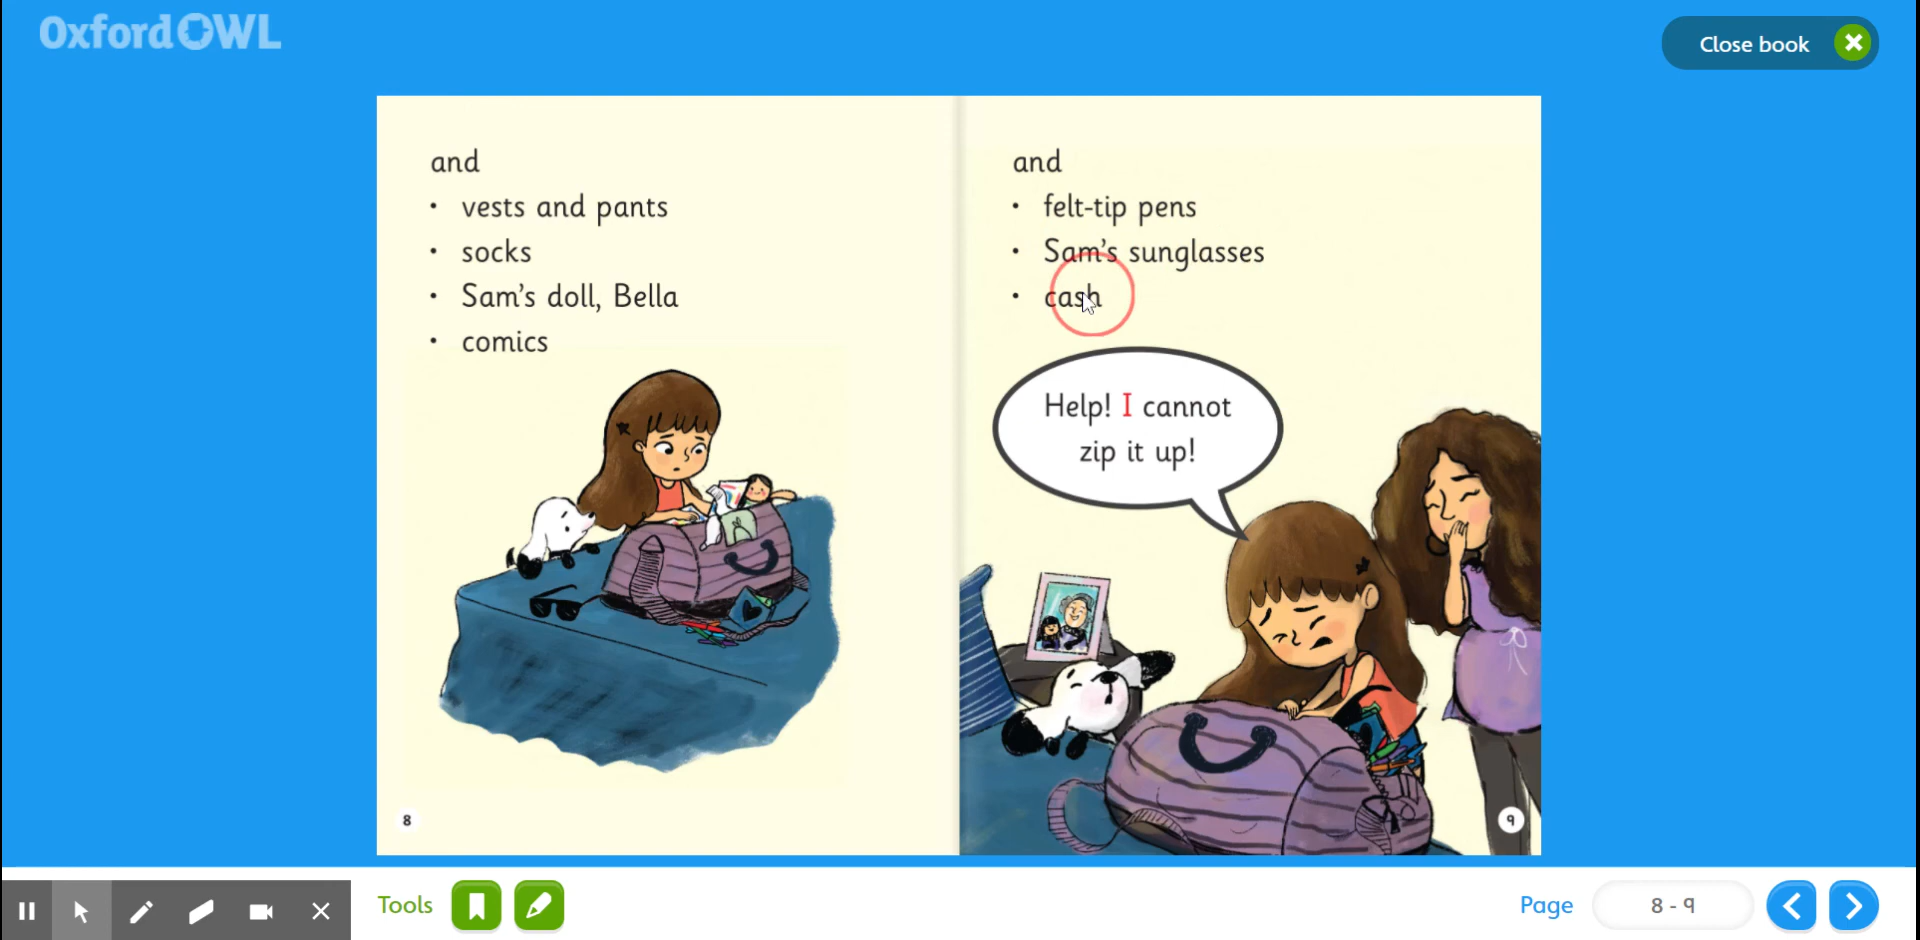 Oxford OWL
Close book
and
• vests and pants
• socks
• Sam's doll, Bella
• comics
8
and
• felt-tip pens
• Sam's sunglasses
• cash
Help! I cannot
zip it up!
9
Tools
Page
8 - 9